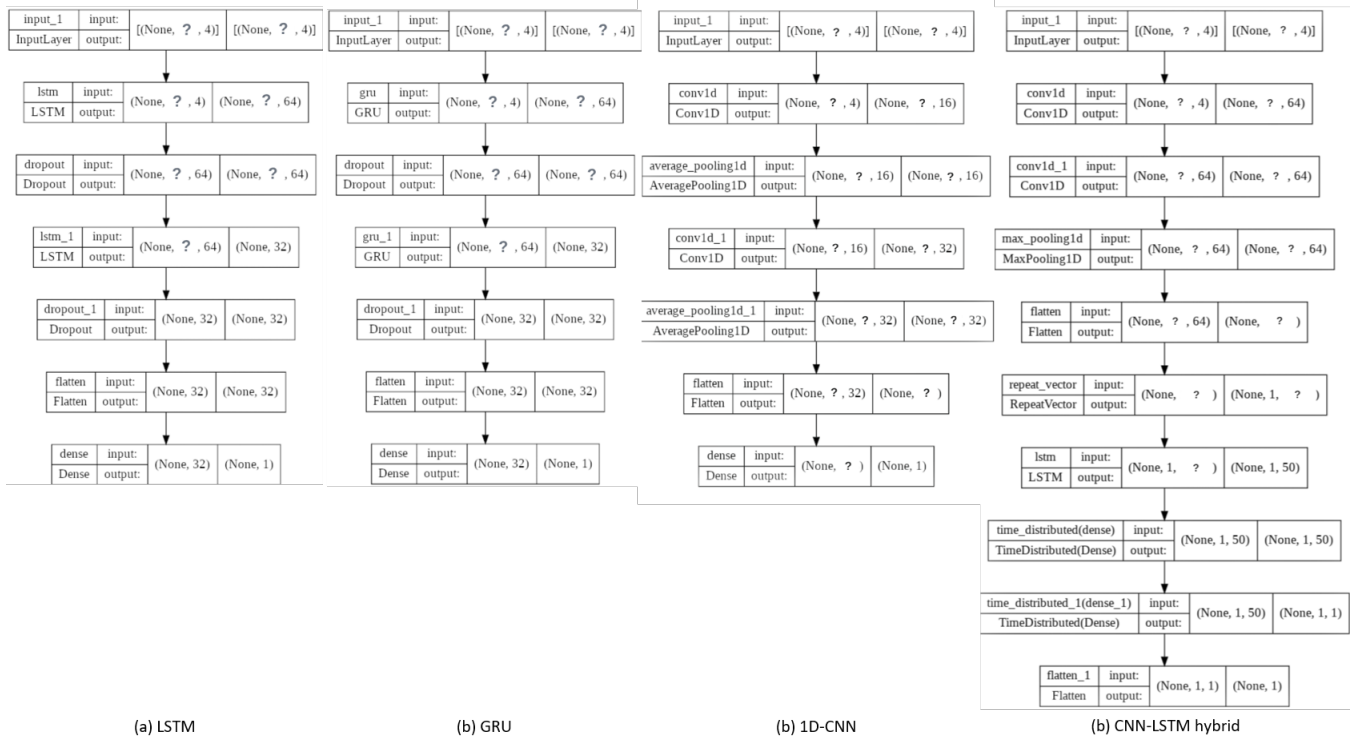 input_1 input: [(None, ? , 4)] [(None, ? , 4)]
InputLayer output:
lstm input: (None, ? , 4) (None, ? , 64)
LSTM output:
dropout input: (None, ? , 64) (None, ? , 64)
Dropout output:
lstm_1 input: (None, ? , 64) (None, 32)
LSTM output:
dropout_1 input: (None, 32) (None, 32)
Dropout output:
flatten input: (None, 32) (None, 32)
Flatten output:
dense input: (None, 32) (None, 1)
Dense output:
(a) LSTM
input_1 input: [(None, ? , 4)] [(None, ? , 4)]
InputLayer output:
gru input: (None, ? , 4) (None, ? , 64)
GRU output:
dropout input: (None, ? , 64) (None, ? , 64)
Dropout output:
gru_1 input: (None, ? , 64) (None, 32)
GRU output:
dropout_1 input: (None, 32) (None, 32)
Dropout output:
flatten input: (None, 32) (None, 32)
Flatten output:
dense input: (None, 32) (None, 1)
Dense output:
(b) GRU
input_1 input: [(None, ? , 4)] [(None, ? , 4)]
InputLayer output:
conv1d input: (None, ? , 4) (None, ? , 16)
Conv1D output:
average_pooling1d input: (None, ? , 16) (None, ? , 16)
AveragePooling1D output:
conv1d_1 input: (None, ? , 16) (None, ? , 32)
Conv1D output:
average_pooling1d_1 input: (None, ? , 32) (None, ? , 32)
AveragePooling1D output:
flatten input: (None, ? , 32) (None, ? )
Flatten output:
dense input: (None, ? ) (None, 1)
Dense output:
(b) 1D-CNN
input_1 input: [(None, ? , 4)] [(None, ? , 4)]
InputLayer output:
conv1d input: (None, ? , 4) (None, ? , 64)
Conv1D output:
conv1d_1 input: (None, ? , 64) (None, ? , 64)
Conv1D output:
max_pooling1d input: (None, ? , 64) (None, ? , 64)
MaxPooling1D output:
flatten input: (None, ? , 64) (None, ? )
Flatten output:
repeat_vector input: (None, ? ) (None, 1, ? )
RepeatVector output:
lstm input: (None, 1, ? ) (None, 1, 50)
LSTM output:
time_distributed(dense) input: (None, 1, 50) (None, 1, 50)
TimeDistributed(Dense) output:
time_distributed_1(dense_1) input: (None, 1, 50) (None, 1, 1)
TimeDistributed(Dense) output:
flatten_1 input: (None, 1, 1) (None, 1)
Flatten output:
(b) CNN-LSTM hybrid